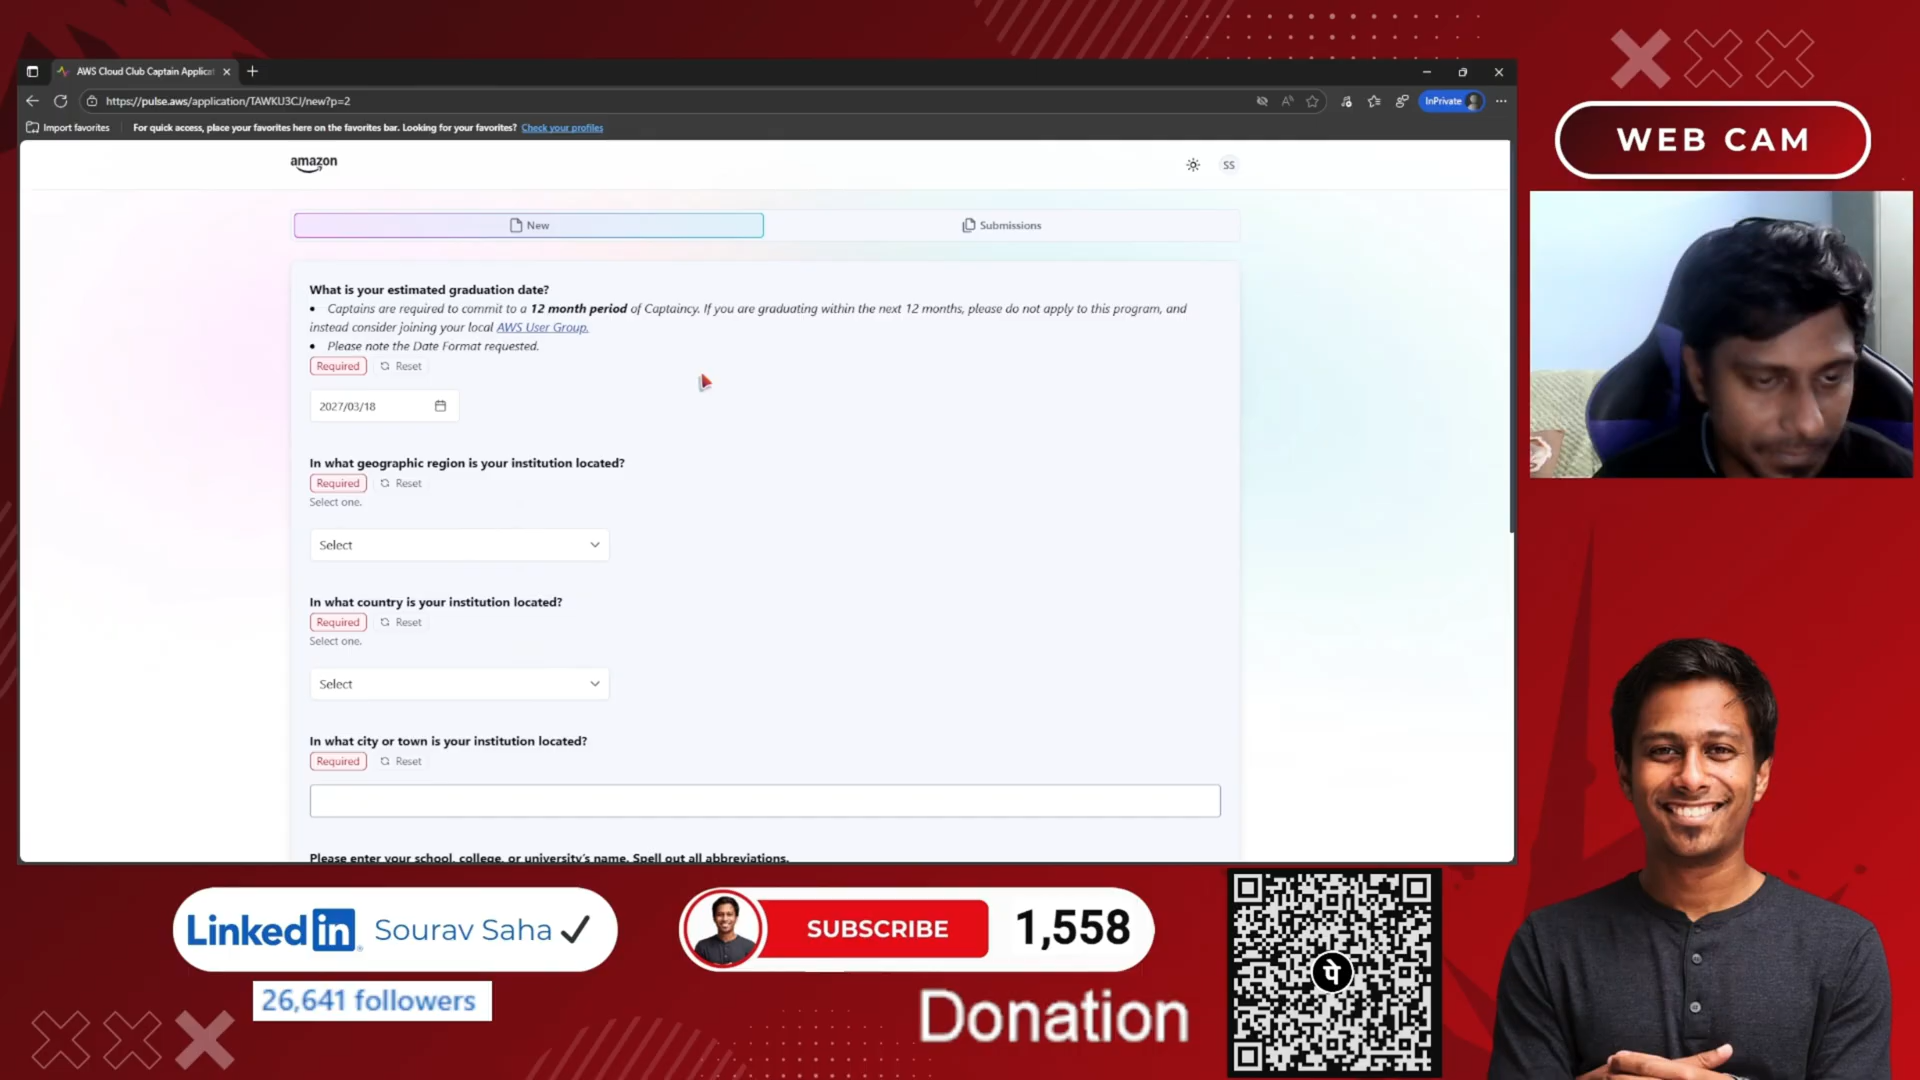 AWS Cloud Club Captain Applicat
https://pulse.aws/application/TAWKU3CJ/new?p=2
InPrivate
Import favorites
For quick access, place your favorites here on the favorites bar. Looking for your favorites? Check your profiles
amazon
SS
New
Submissions
What is your estimated graduation date?
• Captains are required to commit to a 12 month period of Captaincy. If you are graduating within the next 12 months, please do not apply to this program, and
instead consider joining your local AWS User Group.
• Please note the Date Format requested.
Required
Reset
2027/03/18
In what geographic region is your institution located?
Required
Reset
Select one.
Select
In what country is your institution located?
Required
Reset
Select one.
Select
In what city or town is your institution located?
Required
Reset
Please enter your school, college, or university's name. Spell out all abbreviations.
WEB CAM
LinkedIn
Sourav Saha
26,641 followers
SUBSCRIBE
1,558
Donation
पे